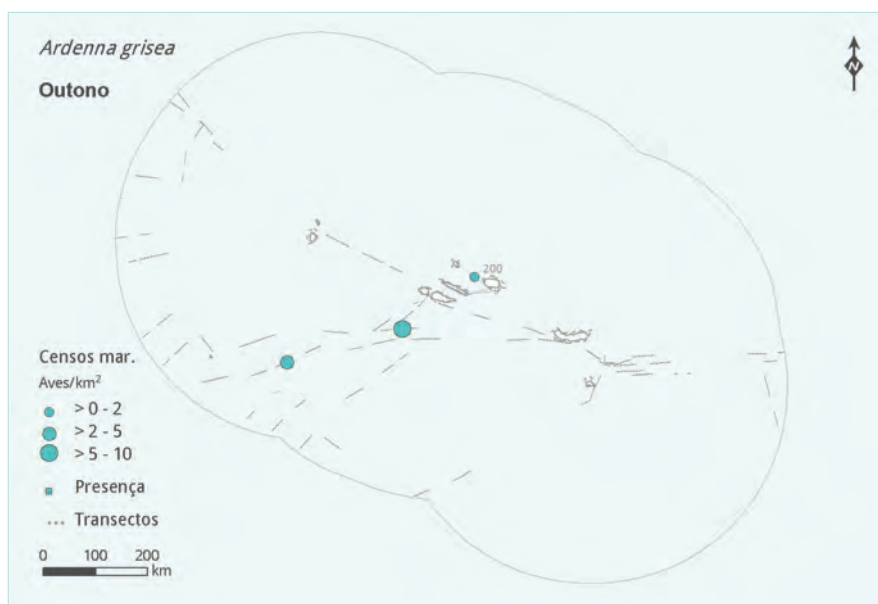 Ardenna grisea
Outono
N
200
Censos mar.
Aves/km²
> 0 - 2
> 2 - 5
> 5 - 10
Presença
Transectos
0 100 200
km